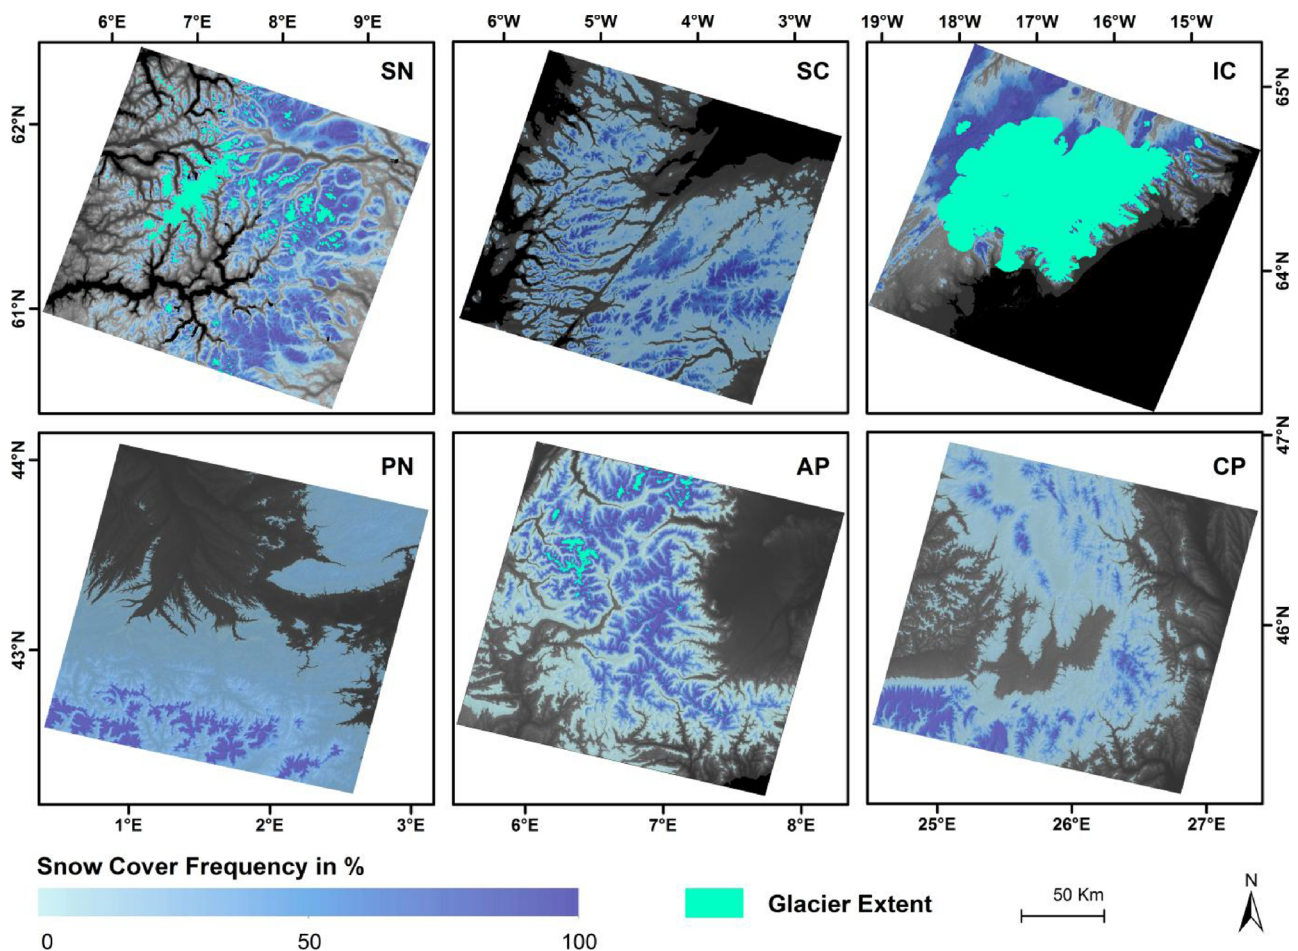 6°E 7°E 8°E 9°E 6°W 5°W 4°W 3°W 19°W 18°W 17°W 16°W 15°W
SN SC IC
62°N 65°N
61°N 64°N
PN AP CP
44°N 47°N
43°N 46°N
1°E 2°E 3°E 6°E 7°E 8°E 25°E 26°E 27°E
Snow Cover Frequency in %
0 50 100
Glacier Extent
50 Km
N